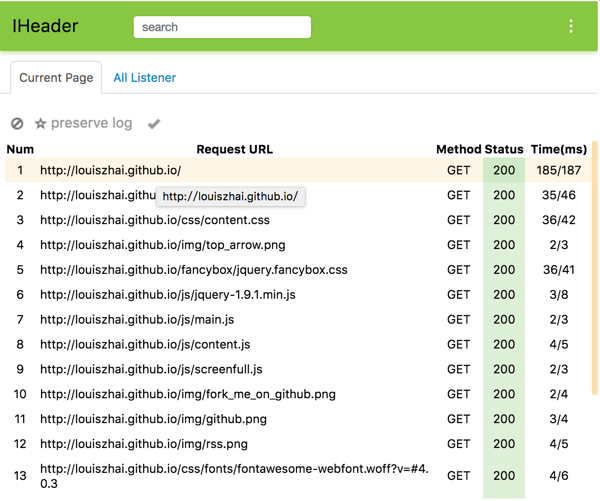 IHeader search
Current Page All Listener
preserve log
Num Request URL Method Status Time(ms)
1 http://louiszhai.github.io/ GET 200 185/187
2 http://louiszhai.githu GET 200 35/46
http://louiszhai.github.io/
3 http://louiszhai.github.io/css/content.css GET 200 36/42
4 http://louiszhai.github.io/img/top_arrow.png GET 200 2/3
5 http://louiszhai.github.io/fancybox/jquery.fancybox.css GET 200 36/41
6 http://louiszhai.github.io/js/jquery-1.9.1.min.js GET 200 3/8
7 http://louiszhai.github.io/js/main.js GET 200 2/3
8 http://louiszhai.github.io/js/content.js GET 200 4/5
9 http://louiszhai.github.io/js/screenfull.js GET 200 2/3
10 http://louiszhai.github.io/img/fork_me_on_github.png GET 200 2/4
11 http://louiszhai.github.io/img/github.png GET 200 3/4
12 http://louiszhai.github.io/img/rss.png GET 200 4/5
13 http://louiszhai.github.io/css/fonts/fontawesome-webfont.woff?v=#4. GET 200 4/6
0.3